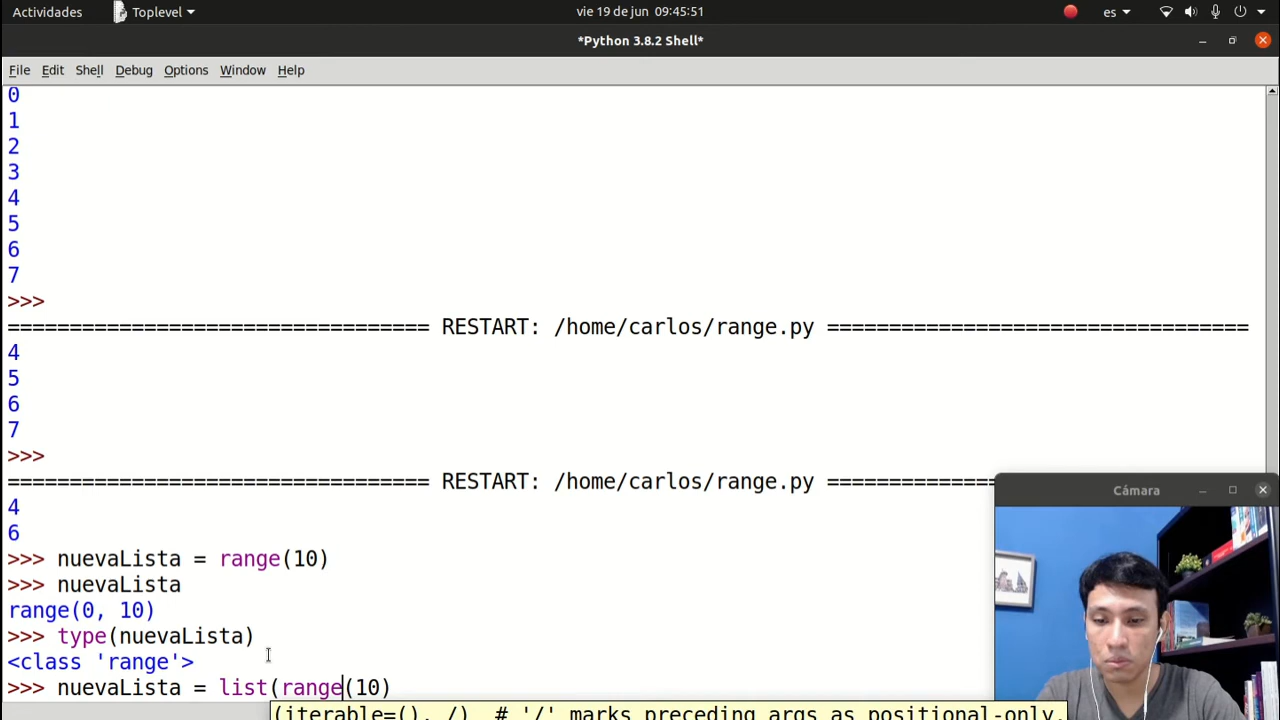 Actividades Toplevel vie 19 de jun 09:45:51 es
*Python 3.8.2 Shell*
File Edit Shell Debug Options Window Help
0
1
2
3
4
5
6
7
>>>
================================== RESTART: /home/carlos/range.py ==================================
4
5
6
7
>>>
================================== RESTART: /home/carlos/range.py ==============
Cámara
4
6
>>> nuevaLista = range(10)
>>> nuevaLista
range(0, 10)
>>> type(nuevaLista)
<class 'range'>
>>> nuevaLista = list(range(10)
(iterable=(), /)  # '/' marks preceding args as positional-only.